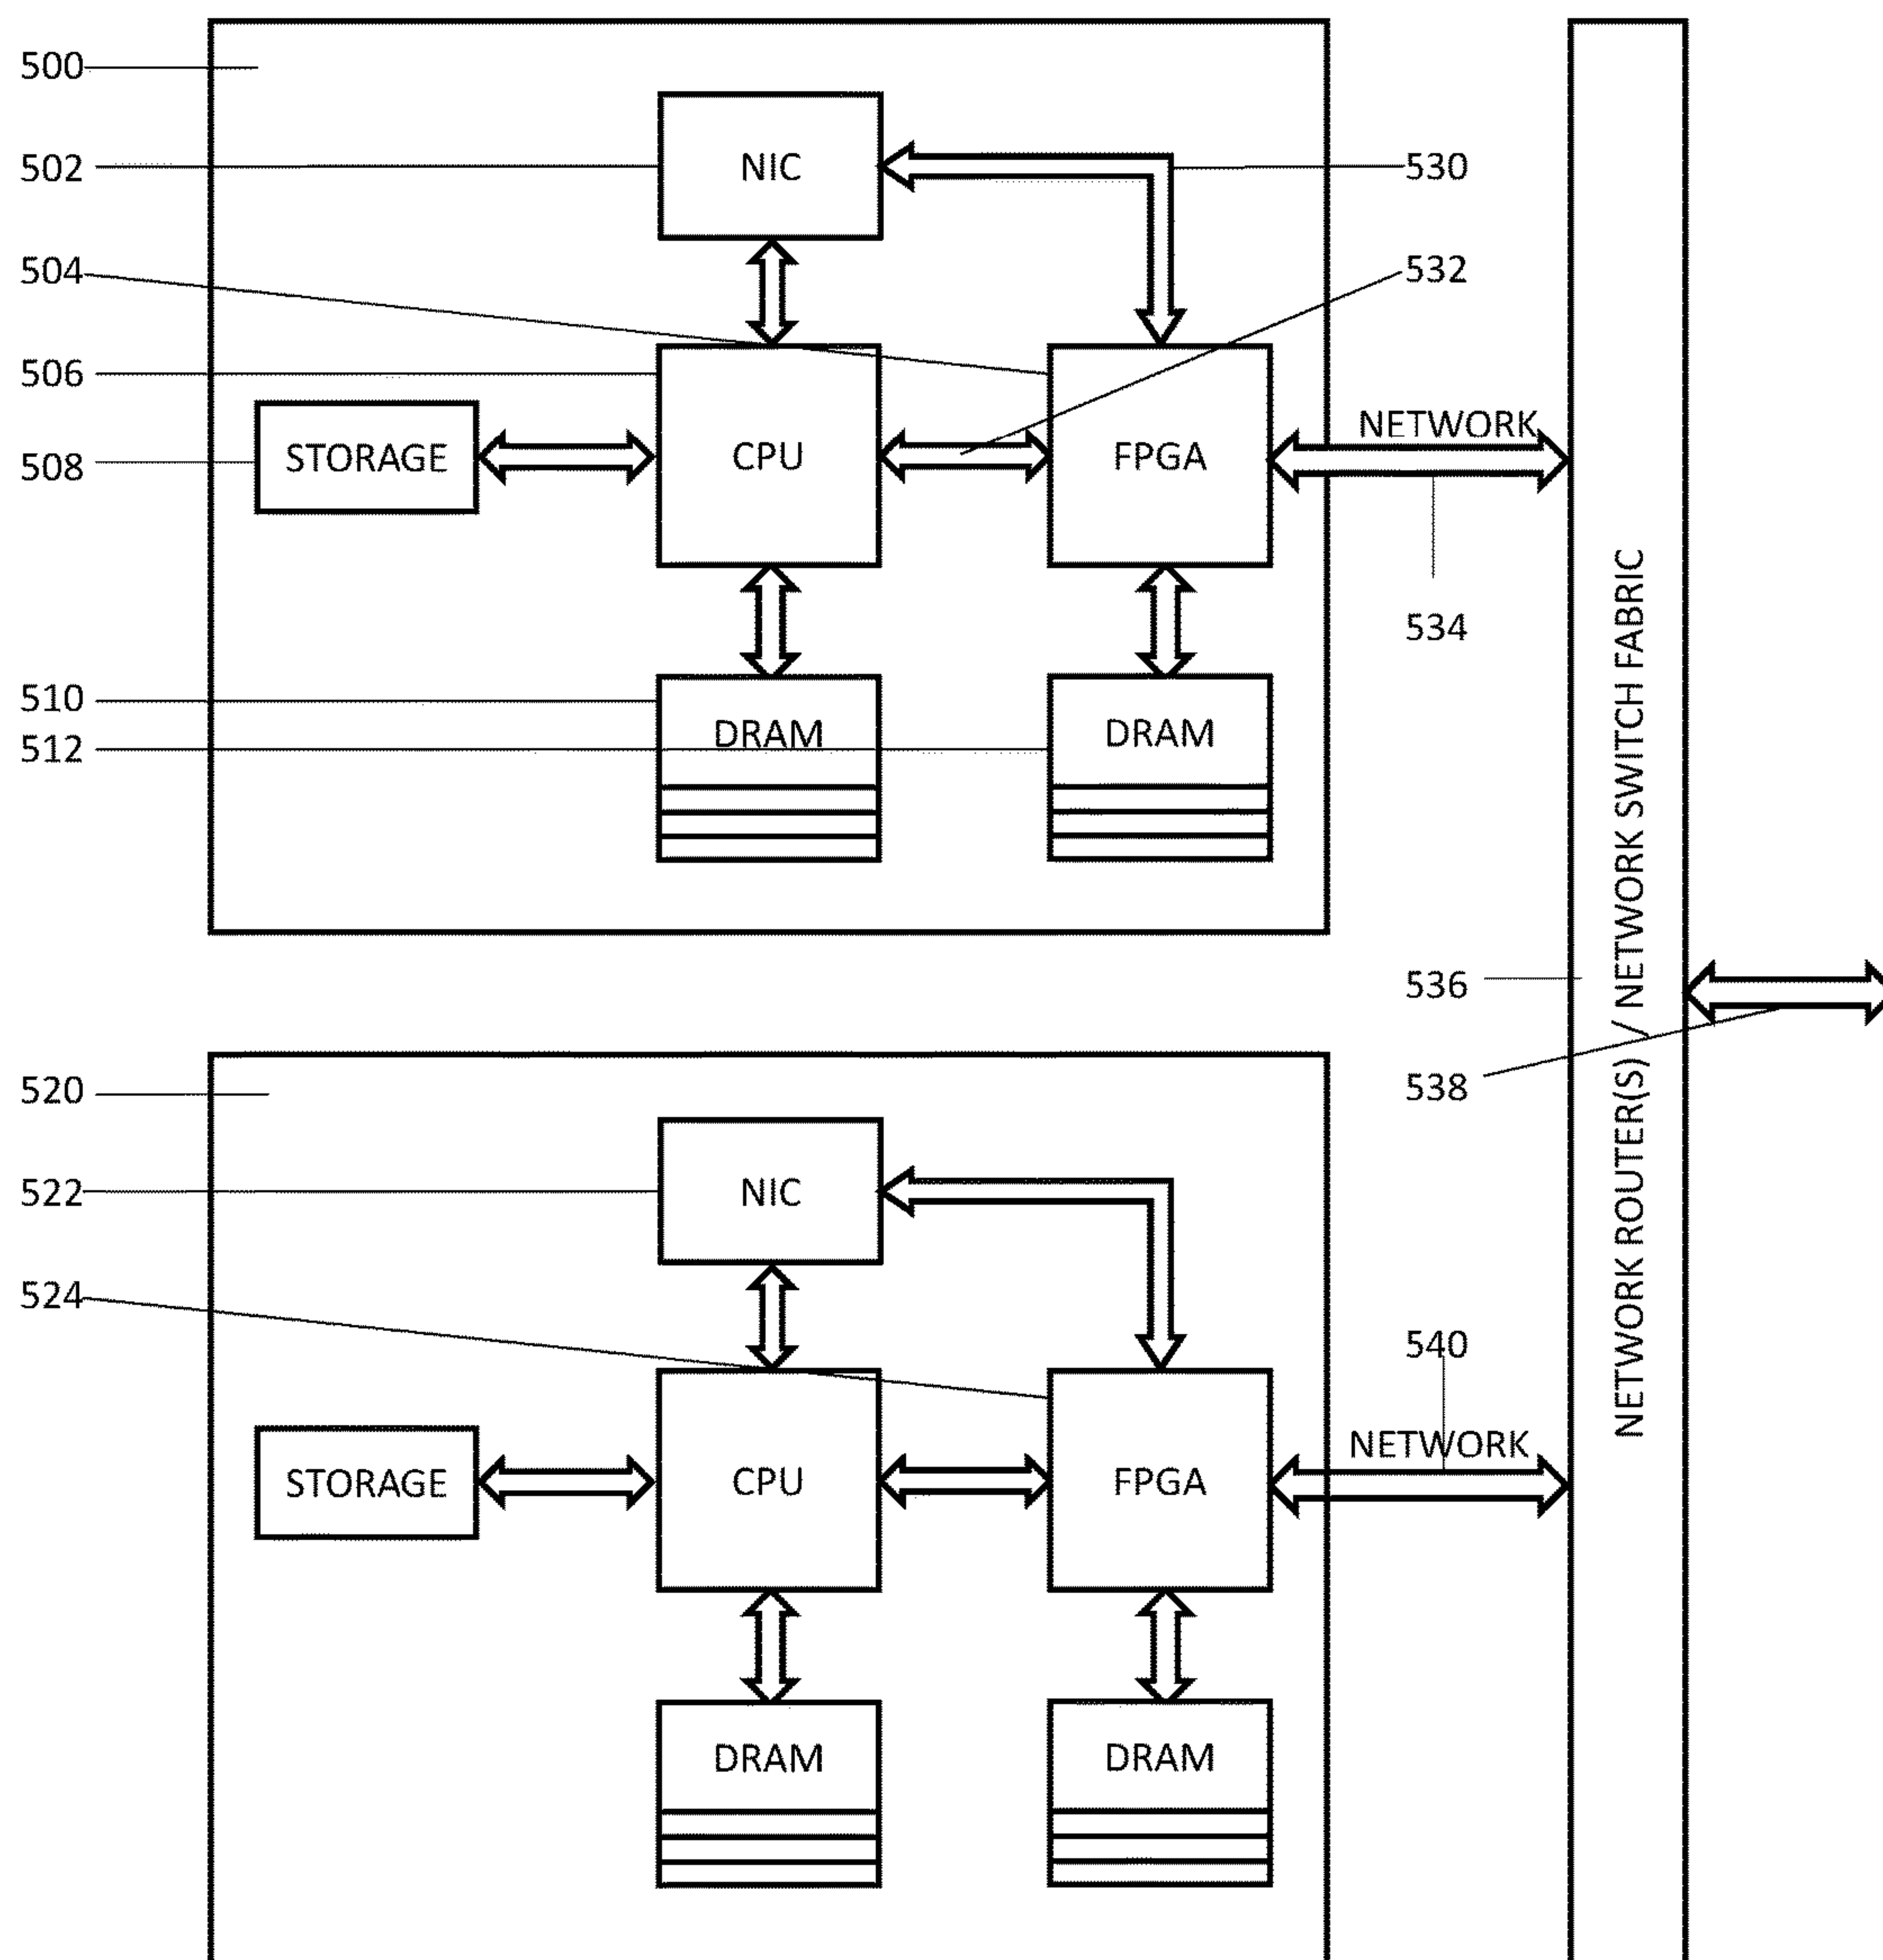 500
502
NIC
530
504
532
506
STORAGE
CPU
FPGA
NETWORK
508
534
510
512
DRAM
DRAM
NETWORK ROUTER(S) / NETWORK SWITCH FABRIC
536
538
520
522
NIC
524
540
STORAGE
CPU
FPGA
NETWORK
DRAM
DRAM